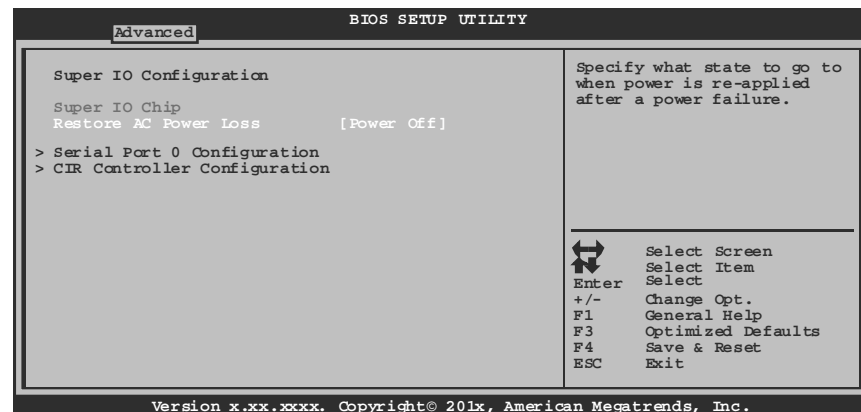 BIOS SETUP UTILITY
Advanced
Super IO Configuration
Super IO Chip
Restore AC Power Loss [Power Off]
> Serial Port 0 Configuration
> CIR Controller Configuration
Specify what state to go to
when power is re-applied
after a power failure.
Select Screen
Select Item
Enter Select
+/- Change Opt.
F1 General Help
F3 Optimized Defaults
F4 Save & Reset
ESC Exit
Version x.xx.xxxx. Copyright© 201x, American Megatrends, Inc.